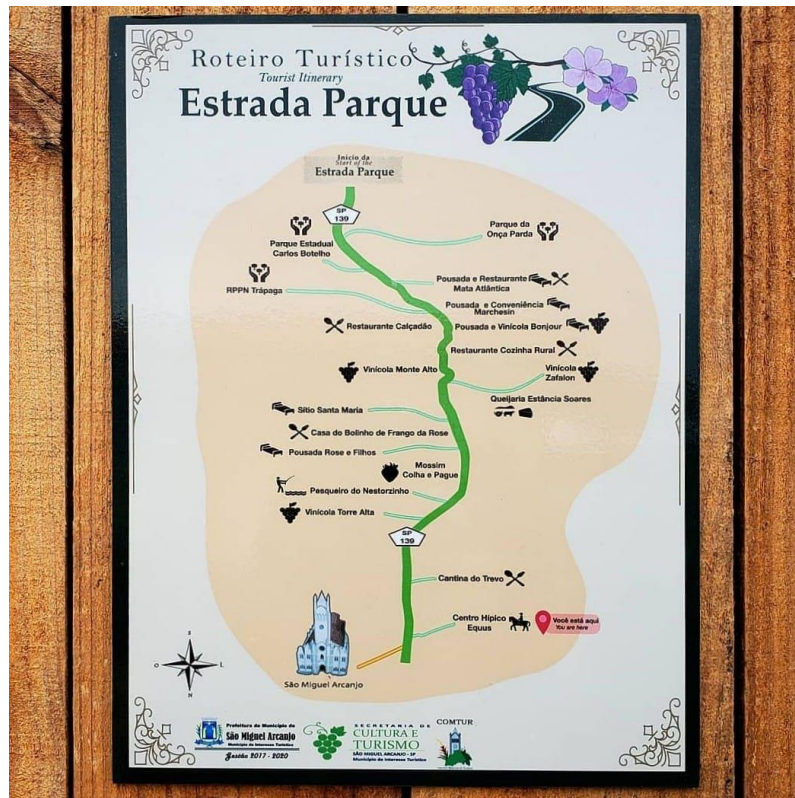 Roteiro Turístico
Tourist Itinerary
Estrada Parque
Início da
Start of the
Estrada Parque
SP
139
Parque da
Onça Parda
Parque Estadual
Carlos Botelho
RPPN Trápaga
Pousada e Restaurante
Mata Atlântica
Pousada e Conveniência
Marchesin
Restaurante Calçadão
Pousada e Vinícola Bonjour
Restaurante Cozinha Rural
Vinícola Monte Alto
Vinícola
Zafalon
Queijaria Estância Soares
Sítio Santa Maria
Casa do Bolinho de Frango da Rose
Pousada Rose e Filhos
Mossim
Colha e Pague
Pesqueiro do Nestorzinho
Vinícola Torre Alta
SP
139
Cantina do Trevo
Centro Hípico
Equus
Você está aqui
You are here
São Miguel Arcanjo
S
O
L
N
Prefeitura do Município de
São Miguel Arcanjo
Município de Interesse Turístico
Gestão 2017 - 2020
SECRETARIA DE
CULTURA E
TURISMO
SÃO MIGUEL ARCANJO - SP
Município de Interesse Turístico
COMTUR